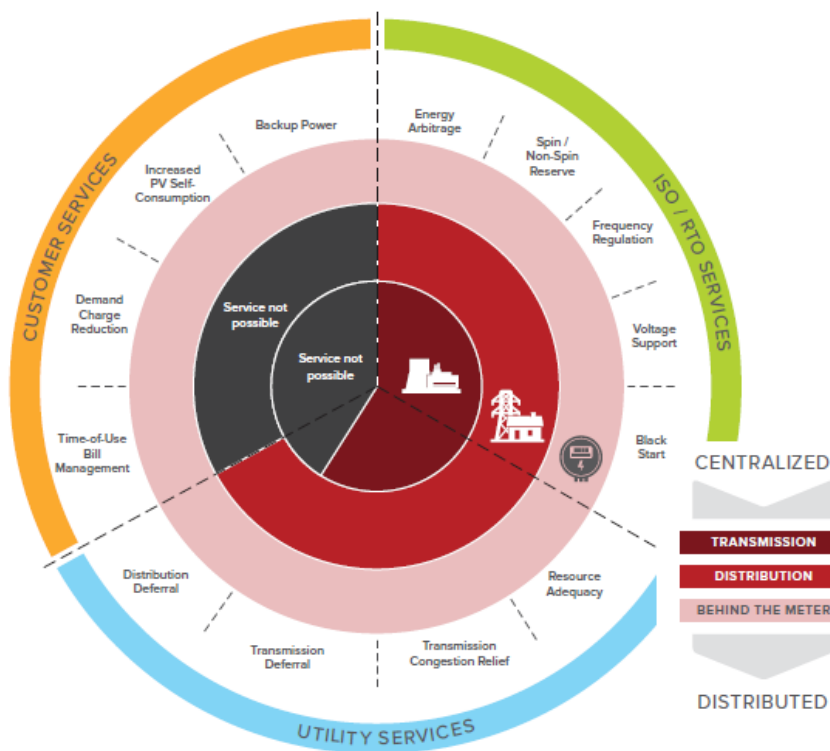 CUSTOMER SERVICES
ISO / RTO SERVICES
UTILITY SERVICES
Backup Power
Increased
PV Self-
Consumption
Demand
Charge
Reduction
Time-of-Use
Bill
Management
Energy
Arbitrage
Spin /
Non-Spin
Reserve
Frequency
Regulation
Voltage
Support
Black
Start
Resource
Adequacy
Transmission
Congestion Relief
Transmission
Deferral
Distribution
Deferral
Service not
possible
Service not
possible
CENTRALIZED
TRANSMISSION
DISTRIBUTION
BEHIND THE METER
DISTRIBUTED